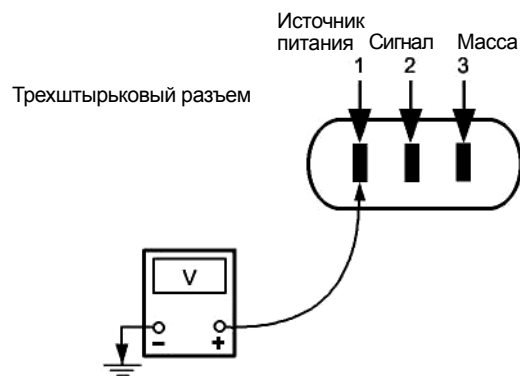 Источник
питания Сигнал Масса
1 2 3
Трехштырьковый разъем
V
- +